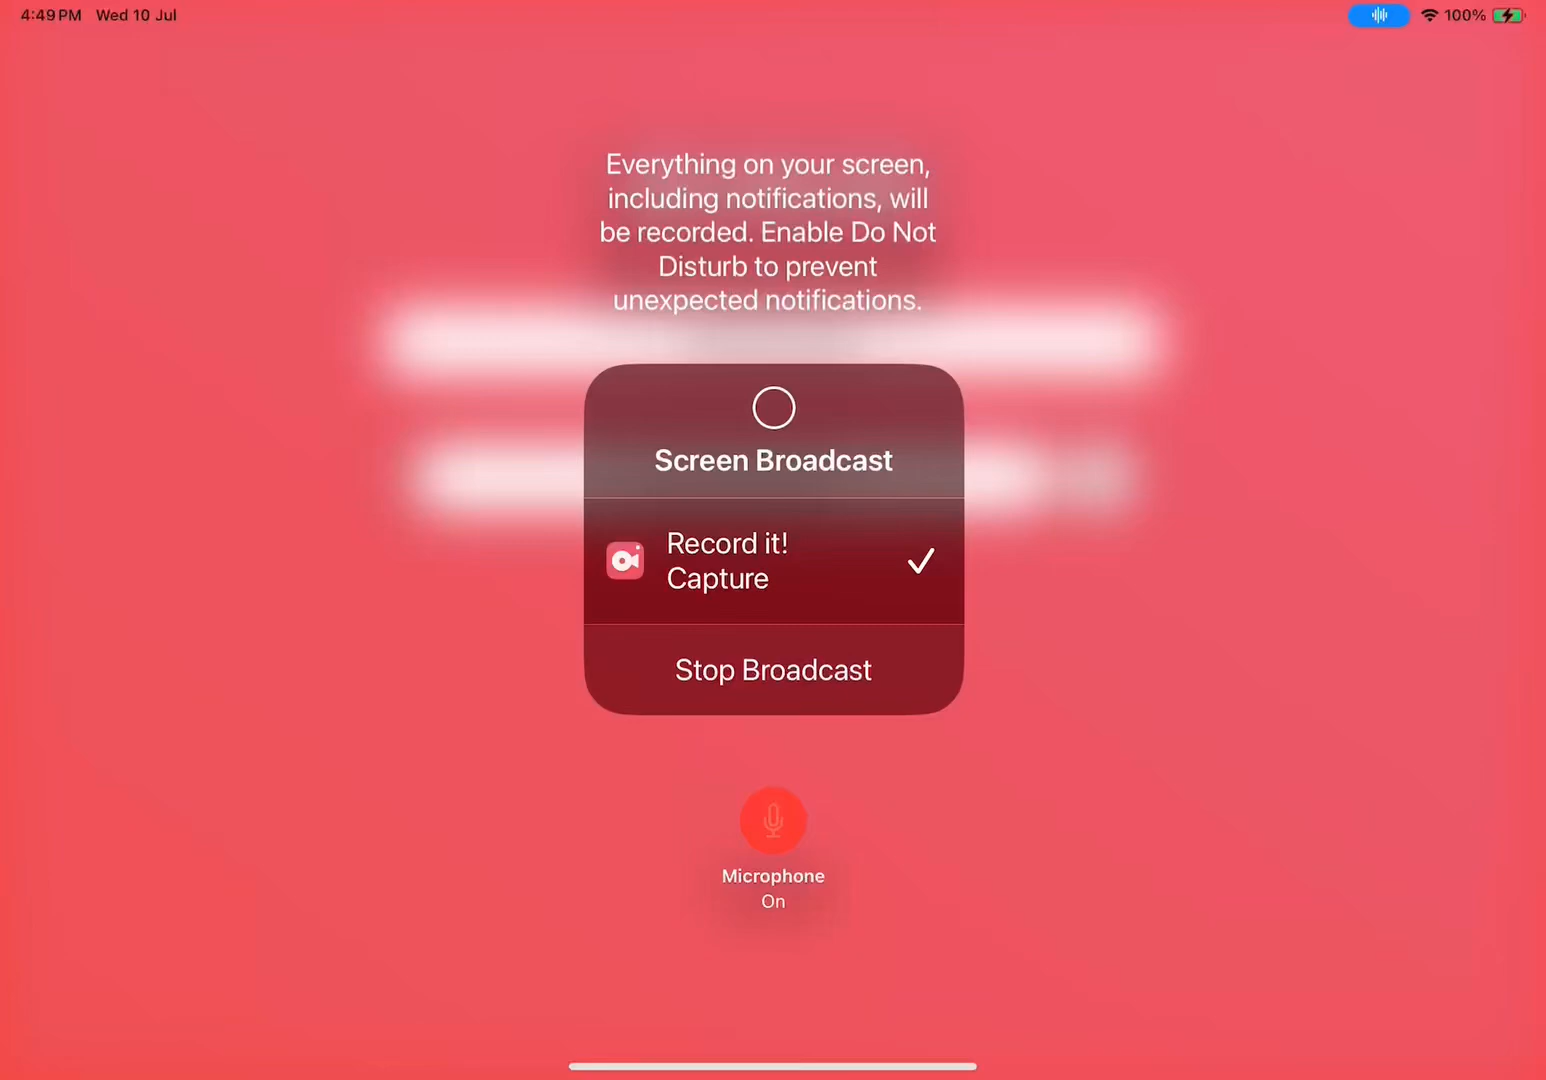 4:49 PM Wed 10 Jul
100%
Everything on your screen,
including notifications, will
be recorded. Enable Do Not
Disturb to prevent
unexpected notifications.
Screen Broadcast
Record it!
Capture
Stop Broadcast
Microphone
On